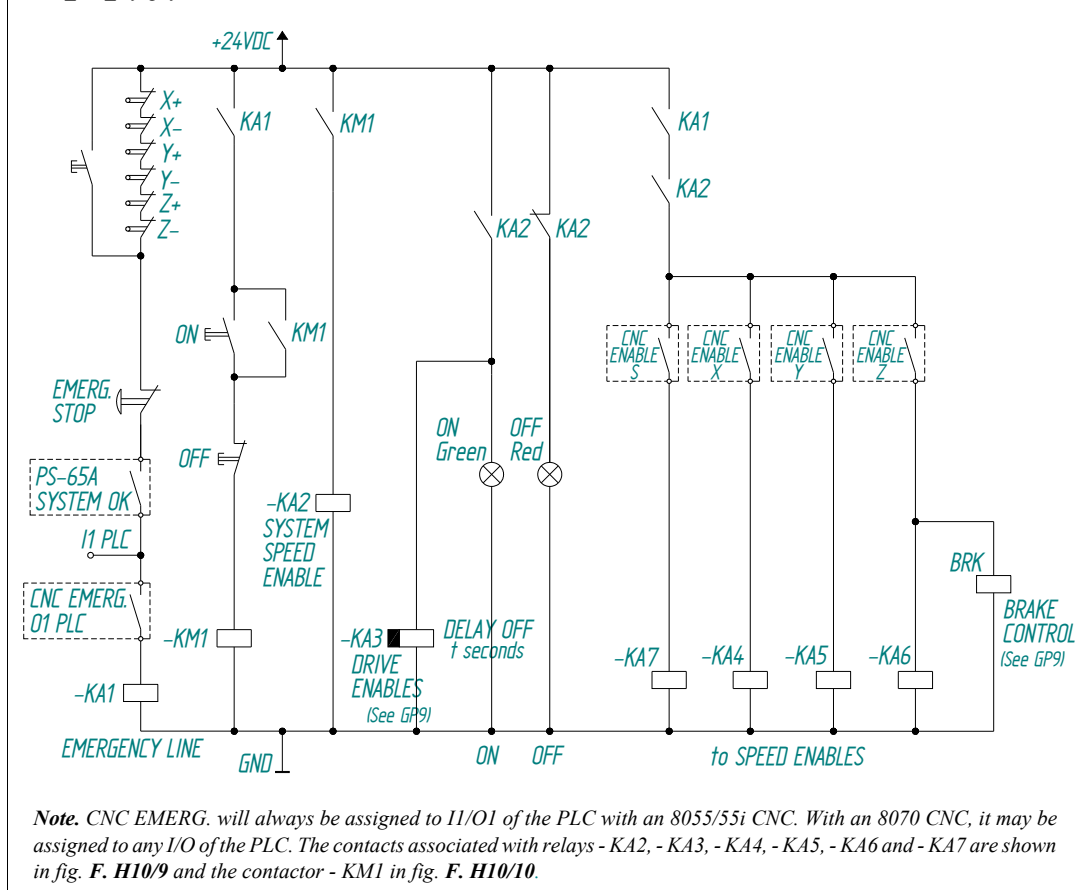 +24VDC
X+
X-
Y+
Y-
Z+
Z-
KA1
KM1
KA1
KA2
KA2
KA2
ON
KM1
CNC
ENABLE
S
CNC
ENABLE
X
CNC
ENABLE
Y
CNC
ENABLE
Z
EMERG.
STOP
ON
Green
OFF
Red
OFF
PS-65A
SYSTEM OK
-KA2
SYSTEM
SPEED
ENABLE
I1 PLC
BRK
CNC EMERG.
O1 PLC
BRAKE
CONTROL
(See GP9)
-KM1
-KA3
DRIVE
ENABLES
(See GP9)
DELAY OFF
t seconds
-KA7
-KA4
-KA5
-KA6
-KA1
EMERGENCY LINE
GND
ON
OFF
to SPEED ENABLES
Note. CNC EMERG. will always be assigned to I1/O1 of the PLC with an 8055/55i CNC. With an 8070 CNC, it may be
assigned to any I/O of the PLC. The contacts associated with relays - KA2, - KA3, - KA4, - KA5, - KA6 and - KA7 are shown
in fig. F. H10/9 and the contactor - KM1 in fig. F. H10/10.